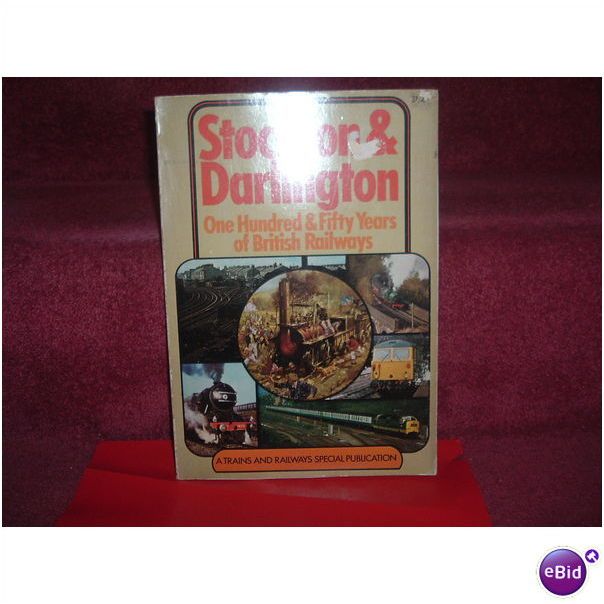 Stockton &
Darlington
One Hundred & Fifty Years
of British Railways
A TRAINS AND RAILWAYS SPECIAL PUBLICATION
eBid